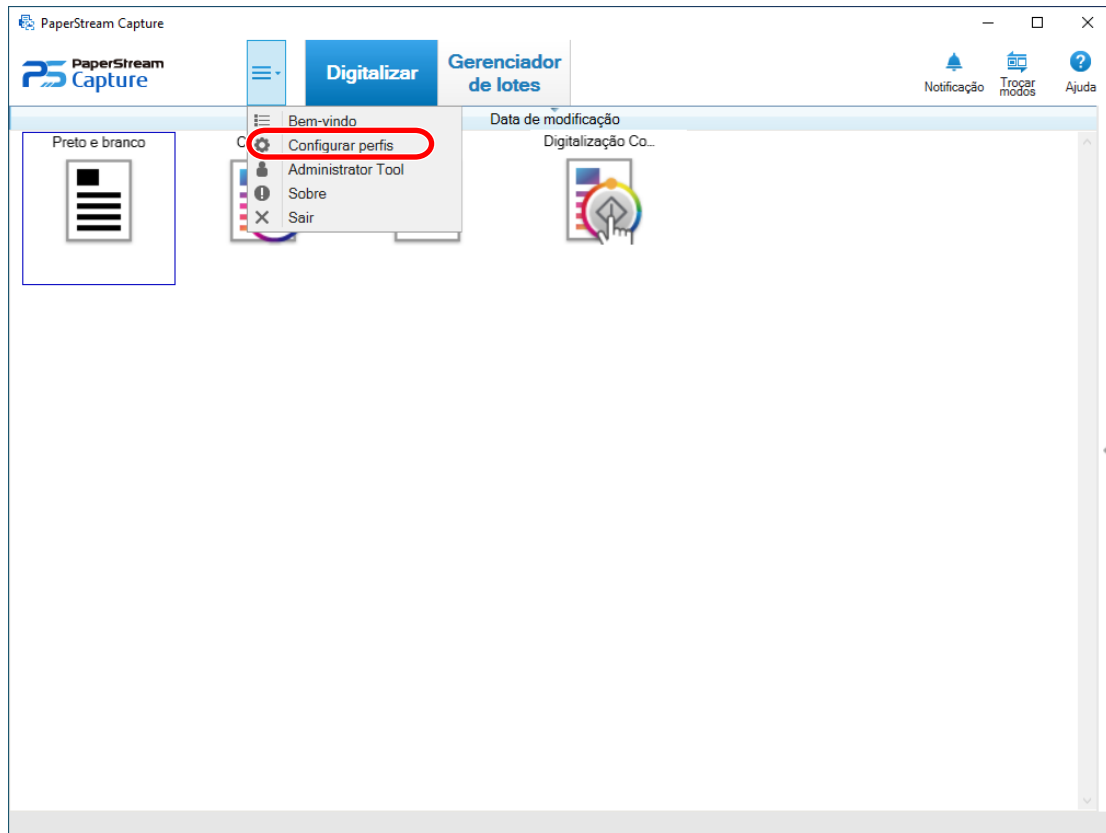 PaperStream Capture
PaperStream
Capture
Digitalizar
Gerenciador
de lotes
Notificação
Trocar
modos
Ajuda
Data de modificação
Bem-vindo
Configurar perfis
Administrator Tool
Sobre
Sair
Preto e branco
Digitalização Co...